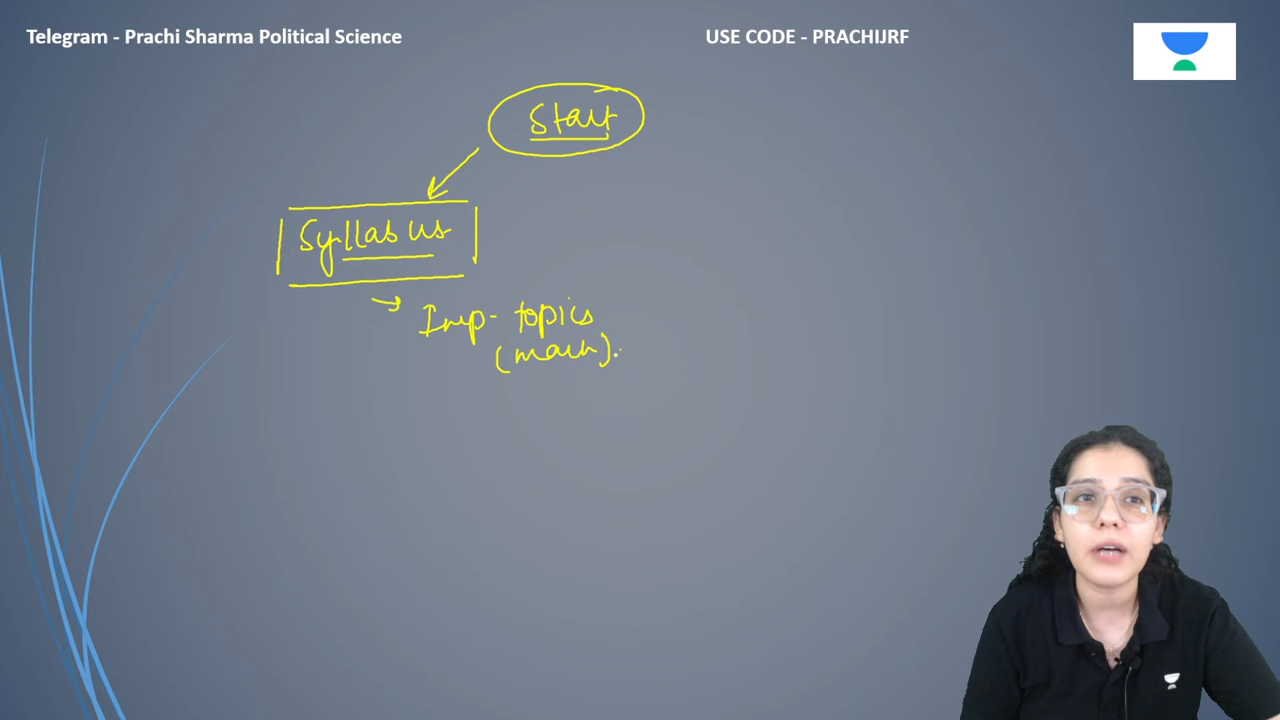 Telegram - Prachi Sharma Political Science
USE CODE - PRACHIJRF
Start
Syllabus
→ Imp- topics
(mark).